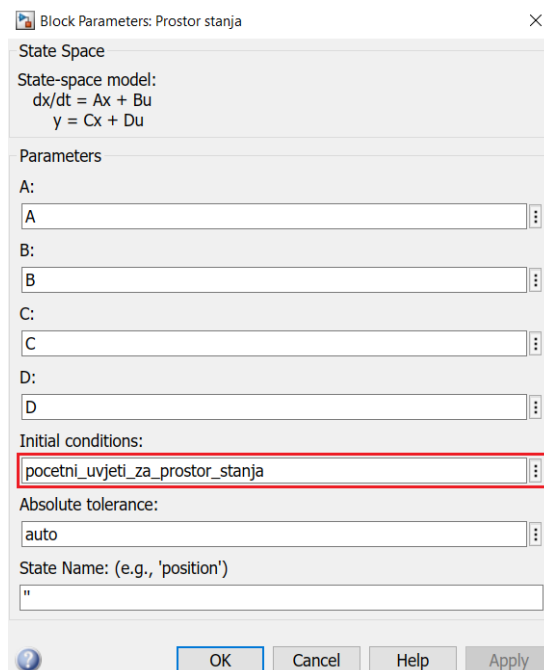 Block Parameters: Prostor stanja
State Space
State-space model:
dx/dt = Ax + Bu
y = Cx + Du
Parameters
A:
A
B:
B
C:
C
D:
D
Initial conditions:
pocetni_uvjeti_za_prostor_stanja
Absolute tolerance:
auto
State Name: (e.g., 'position')
''
OK Cancel Help Apply